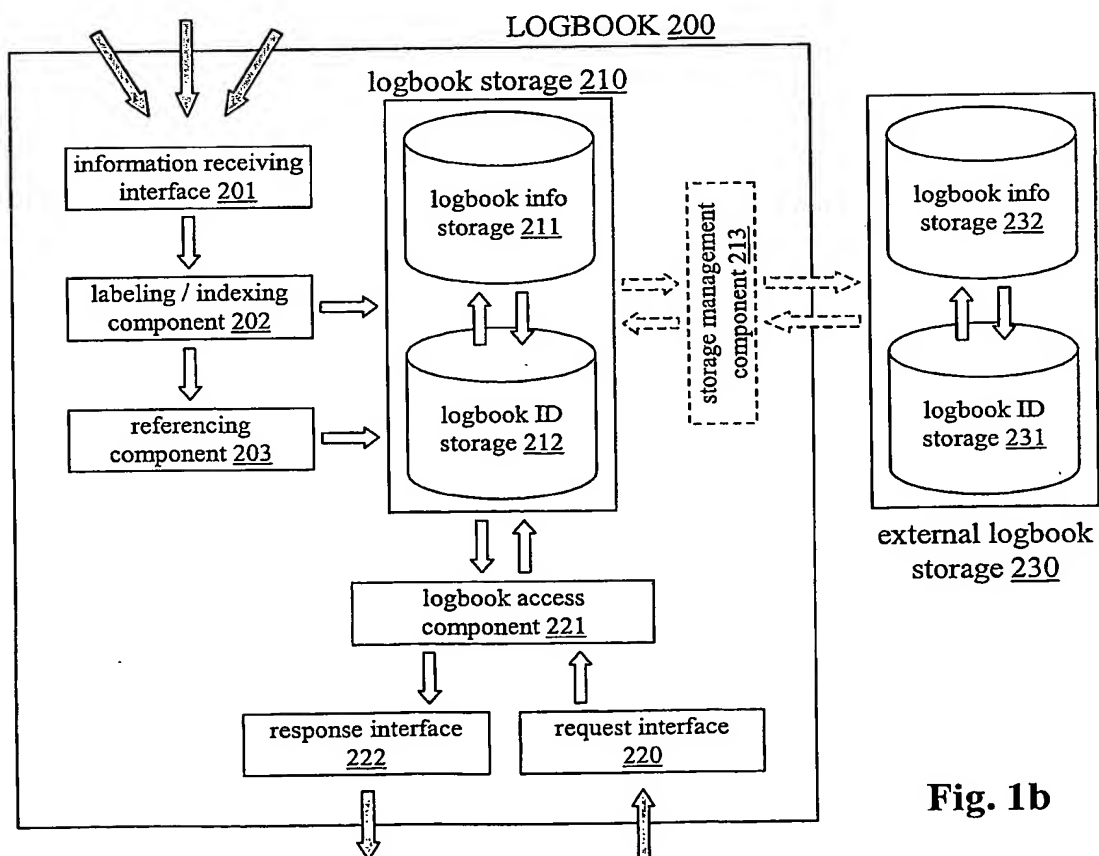 LOGBOOK 200
logbook storage 210
information receiving
interface 201
labeling / indexing
component 202
referencing
component 203
logbook info
storage 211
logbook ID
storage 212
storage management
component 213
logbook info
storage 232
logbook ID
storage 231
external logbook
storage 230
logbook access
component 221
response interface
222
request interface
220
Fig. 1b